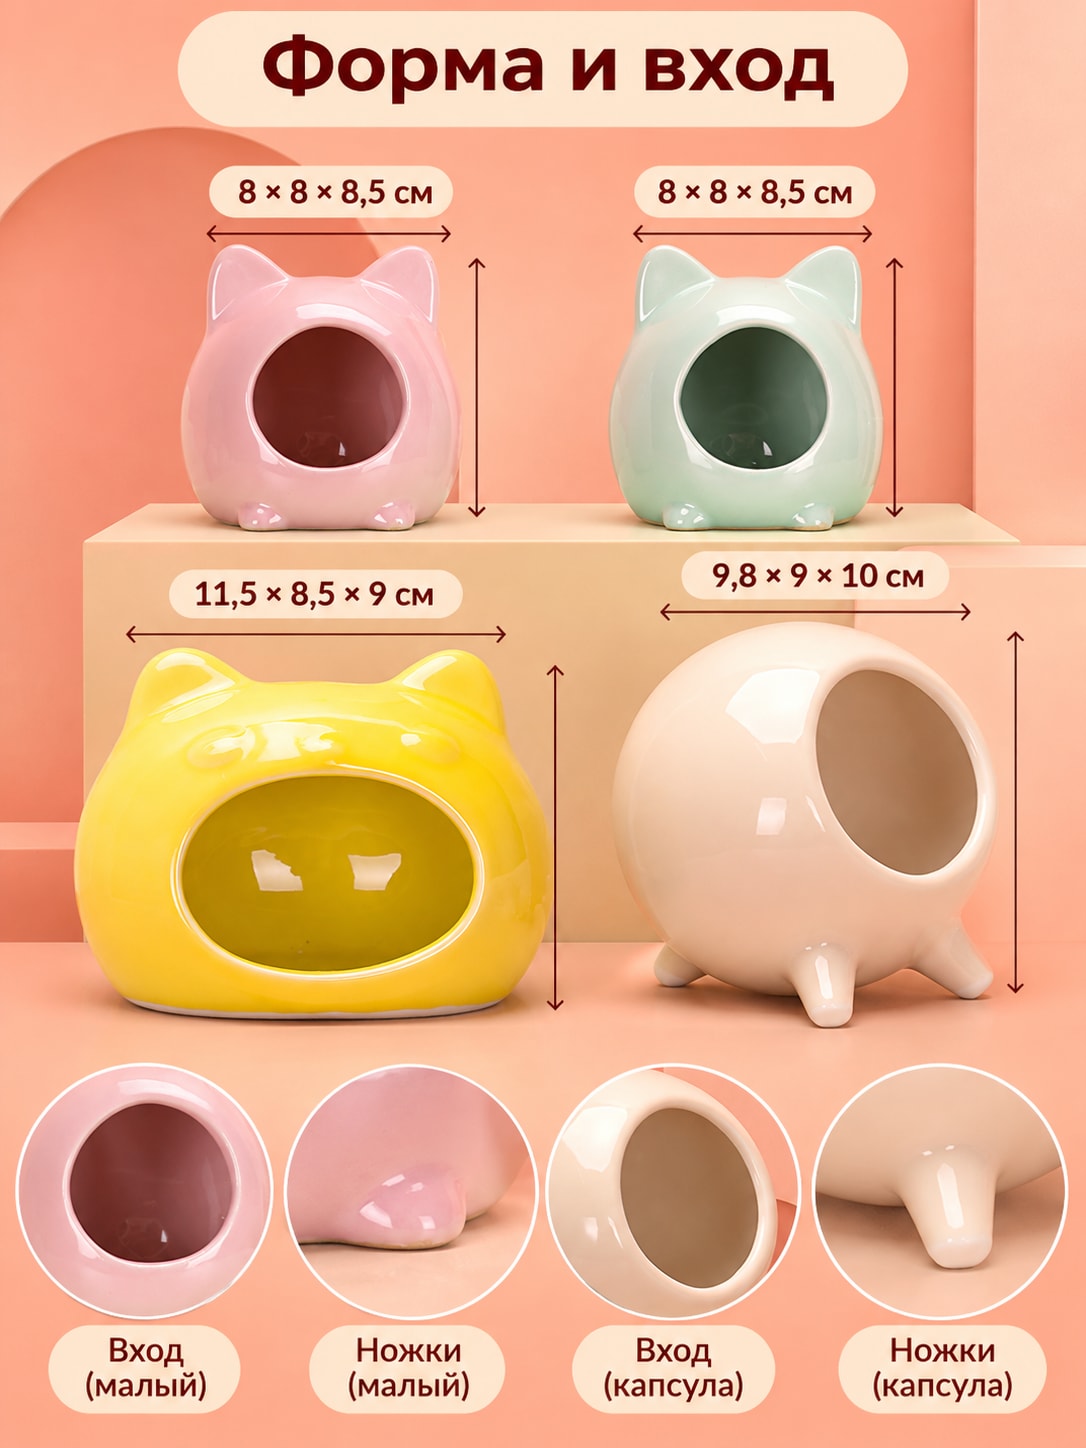 Форма и вход
8 × 8 × 8,5 см
8 × 8 × 8,5 см
11,5 × 8,5 × 9 см
9,8 × 9 × 10 см
Вход
(малый)
Ножки
(малый)
Вход
(капсула)
Ножки
(капсула)